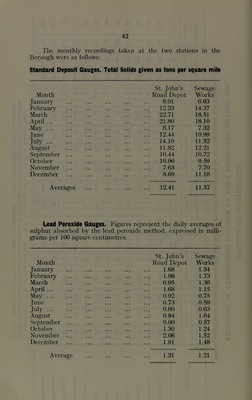 42
The monthly recordings taken at the two stations in the
Borough were as follows:
Standard Deposit Gauges. Total Solids given as tons per square mile
St. John's Sewage
Month Road Depot Works
January ... ... ... ... ... 8.01 6.63
February ... ... ... ... ... 12.23 14.37
March ... ... ... ... ... 22.71 18.51
April ... ... ... ... ... ... 21.80 18.10
May ... ... ... ... ... ... 8.17 7.32
June ... ... ... ... ... 12.44 10.99
July ... ... ... ... ... ... 14.10 11.52
August ... ... ... ... ... 11.82 12.21
September ... ... ... ... ... 10.44 10.72
October ... ... ... ... ... 10.96 9.59
November ... ... ... ... ... 7.63 7.70
December ... ... ... ... ... 8.69 11.18
Averages ... ... ... ... 12.41 11.57
Lead Peroxide Gauges. Figures represent the daily averages of
sulphur absorbed by the lead peroxide method, expressed in milli-
grams per 100 square centimetres.
St. John's Sewage
Month Road Depot Works
January ... ... ... ... ... 1.68 1.34
February ... ... ... ... ... 1.98 1.73
March ... ... ... ... ... 0.95 1.36
April ... ... ... ... ... ... 1.68 1.13
May ... ... ... ... ... ... 0.92 0.75
June ... ... ... ... ... 0.73 0.59
July ... ... ... ... ... ... 0.80 0.63
August ... ... ... ... ... 0.84 1.64
September ... ... ... ... ... 0.90 0.37
October ... ... ... ... ... 1.30 1.24
November ... ... ... ... ... 2.06 1.52
December ... ... ... ... ... 1.91 1.48
Average ... ... ... ... 1.31 1.21